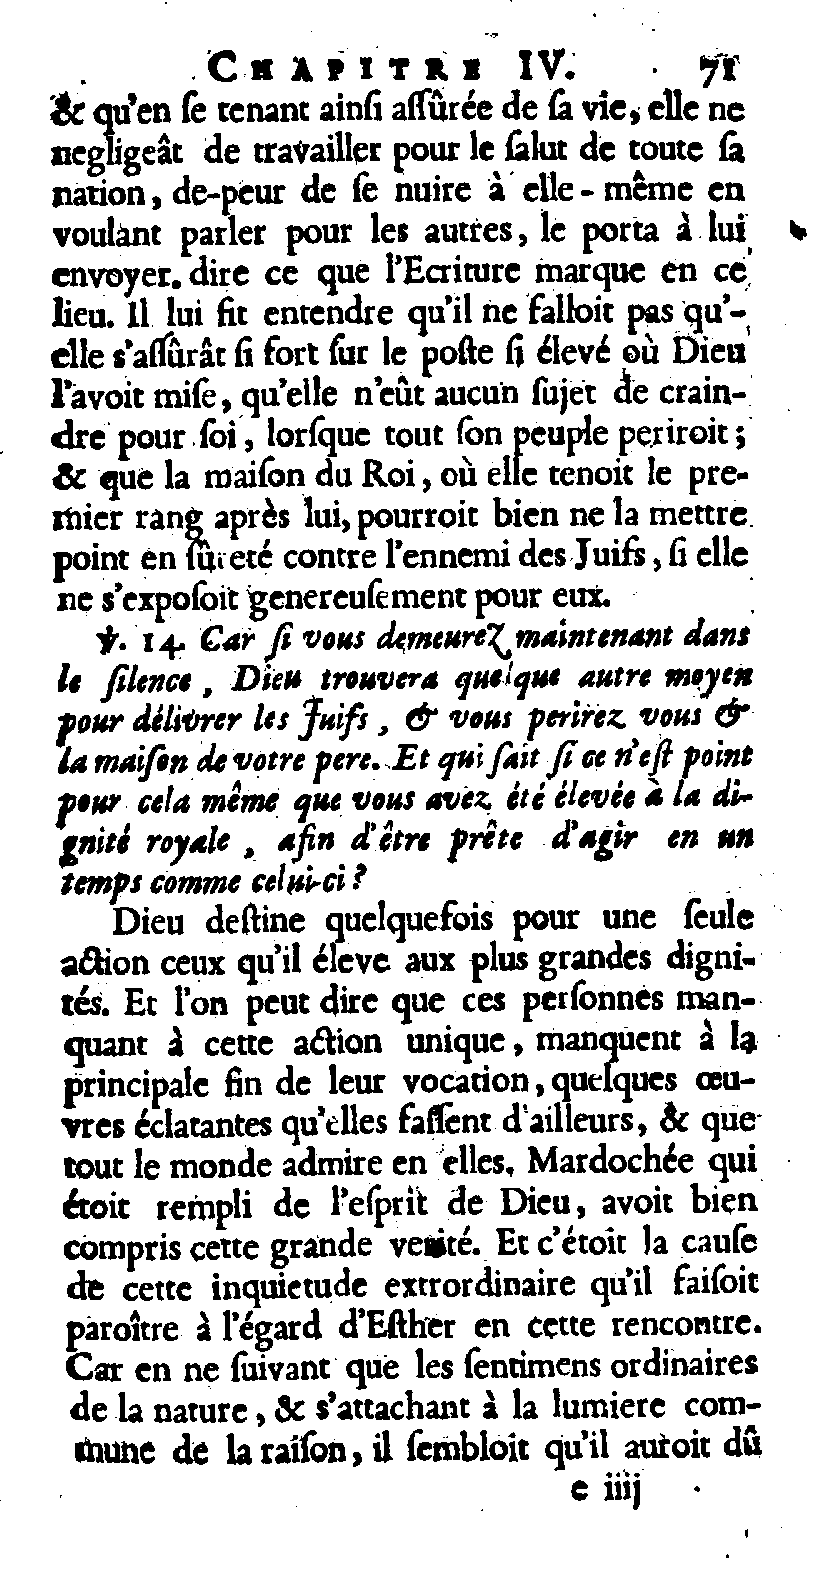 CHAPITRE IV. 71
& qu'en ſe tenant ainſi aſſûrée de ſa vie, elle ne
negligeât de travailler pour le ſalut de toute ſa
nation, de-peur de ſe nuire à elle-même en
voulant parler pour les autres, le porta à lui
envoyer dire ce que l'Ecriture marque en ce
lieu. Il lui fit entendre qu'il ne falloit pas qu'-
elle s'aſſûrât ſi fort ſur le poſte ſi élevé où Dieu
l'avoit miſe, qu'elle n'eût aucun ſujet de crain-
dre pour ſoi, lorſque tout ſon peuple periroit;
& que la maiſon du Roi, où elle tenoit le pre-
mier rang après lui, pourroit bien ne la mettre
point en ſûreté contre l'ennemi des Juifs, ſi elle
ne s'expoſoit genereuſement pour eux.
℣. 14. Car ſi vous demeurez maintenant dans
le ſilence, Dieu trouvera quelque autre moyen
pour délivrer les Juifs, & vous perirez vous &
la maiſon de votre pere. Et qui ſait ſi ce n'eſt point
pour cela même que vous avez été élevée à la di-
gnité royale, afin d'être prête d'agir en un
temps comme celui-ci?
Dieu deſtine quelquefois pour une ſeule
action ceux qu'il éleve aux plus grandes digni-
tés. Et l'on peut dire que ces perſonnes man-
quant à cette action unique, manquent à la
principale fin de leur vocation, quelques œu-
vres éclatantes qu'elles faſſent d'ailleurs, & que
tout le monde admire en elles. Mardochée qui
étoit rempli de l'eſprit de Dieu, avoit bien
compris cette grande verité. Et c'étoit la cauſe
de cette inquietude extrordinaire qu'il faiſoit
paroître à l'égard d'Eſther en cette rencontre.
Car en ne ſuivant que les ſentimens ordinaires
de la nature, & s'attachant à la lumiere com-
mune de la raiſon, il ſembloit qu'il auroit dû
e iiij